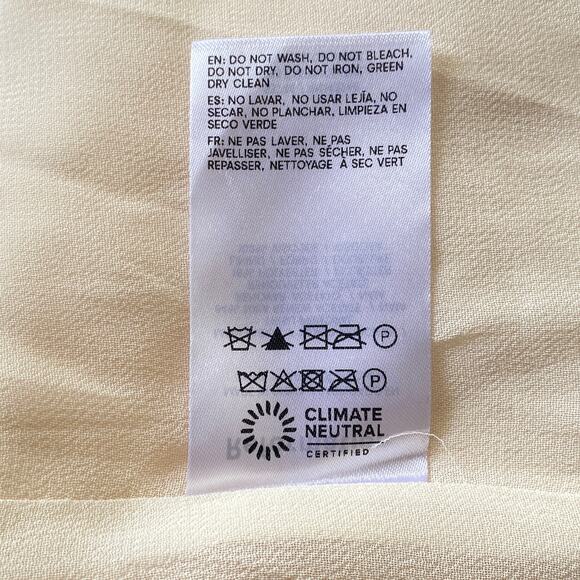 EN: DO NOT WASH, DO NOT BLEACH,
DO NOT DRY, DO NOT IRON, GREEN
DRY CLEAN
ES: NO LAVAR, NO USAR LEJÍA, NO
SECAR, NO PLANCHAR, LIMPIEZA EN
SECO VERDE
FR: NE PAS LAVER, NE PAS
JAVELLISER, NE PAS SÉCHER, NE PAS
REPASSER, NETTOYAGE À SEC VERT
P
P
CLIMATE
NEUTRAL
CERTIFIED